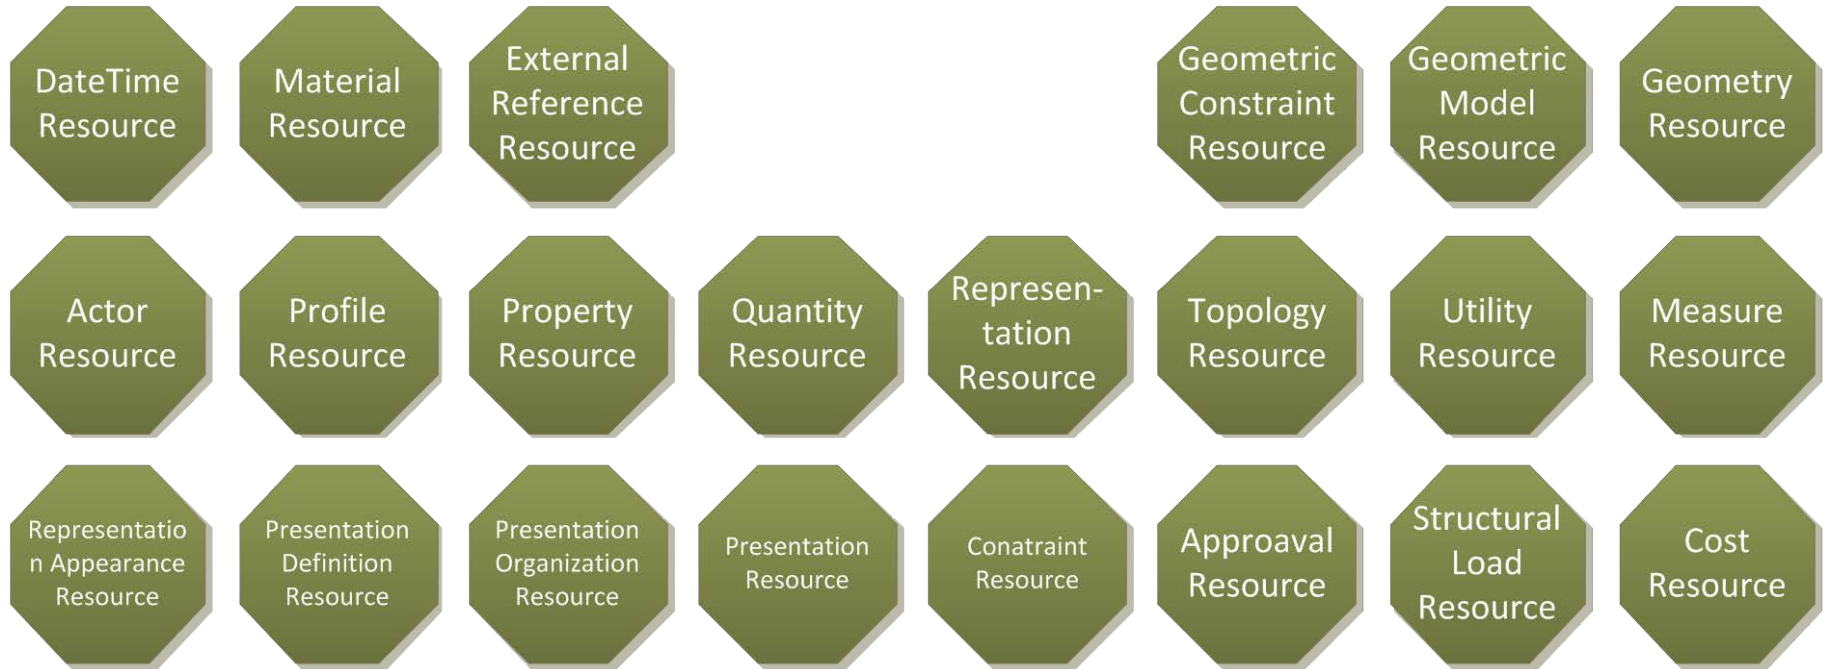 DateTime
Resource
Material
Resource
External
Reference
Resource
Geometric
Constraint
Resource
Geometric
Model
Resource
Geometry
Resource
Actor
Resource
Profile
Resource
Property
Resource
Quantity
Resource
Represen-
tation
Resource
Topology
Resource
Utility
Resource
Measure
Resource
Representatio
n Appearance
Resource
Presentation
Definition
Resource
Presentation
Organization
Resource
Presentation
Resource
Conatraint
Resource
Approaval
Resource
Structural
Load
Resource
Cost
Resource